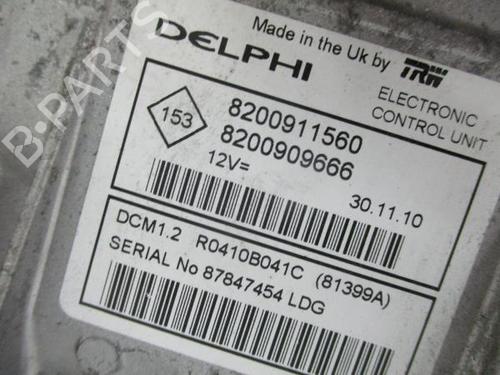 DELPHI
Made in the Uk by TRW
ELECTRONIC
CONTROL UNIT
153
8200911560
8200909666
12V=
30.11.10
DCM1.2 R0410B041C (81399A)
SERIAL No 87847454 LDG
B-PARTS